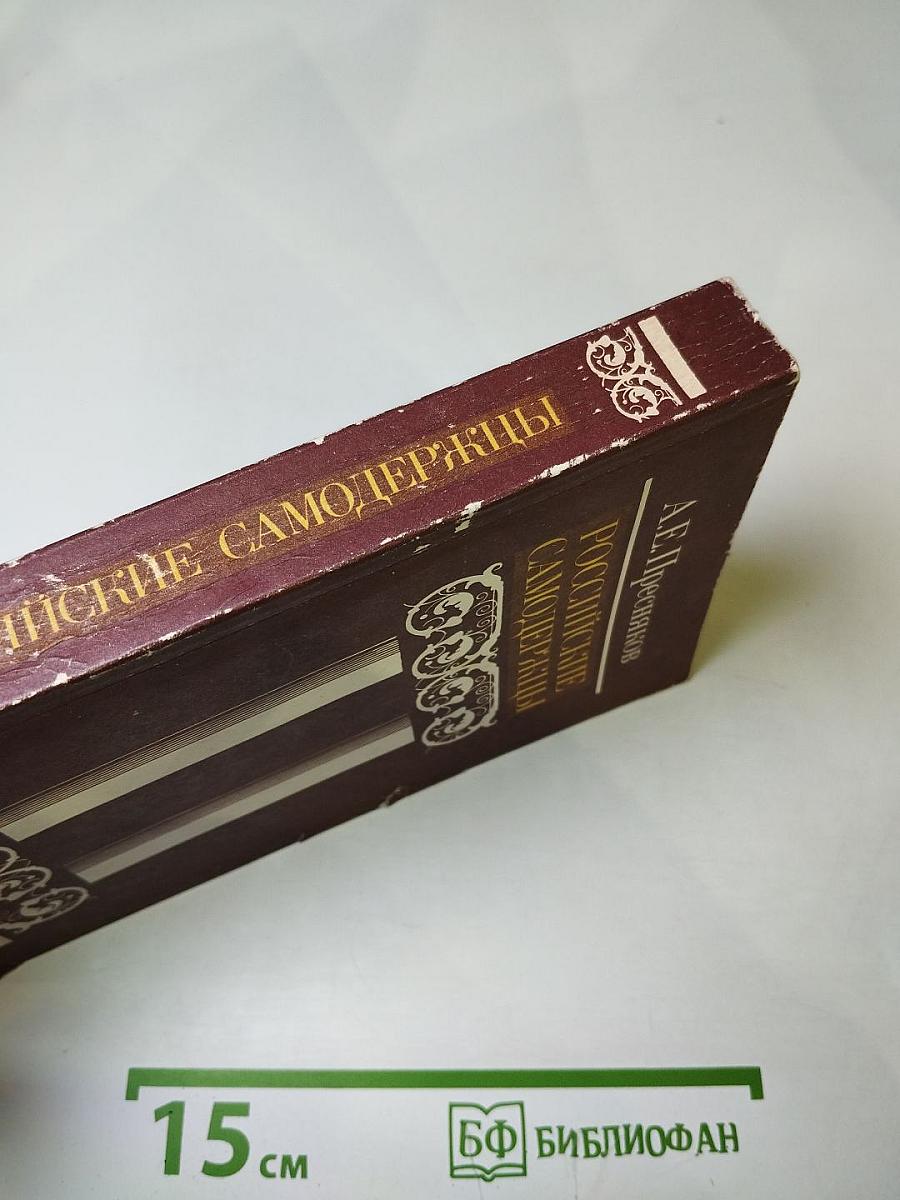 ЙСКИЕ САМОДЕРЖЦЫ
А.Е.Пресняков
РОССИЙСКИЕ
САМОДЕРЖЦЫ
15 см
БФ БИБЛИОФАН